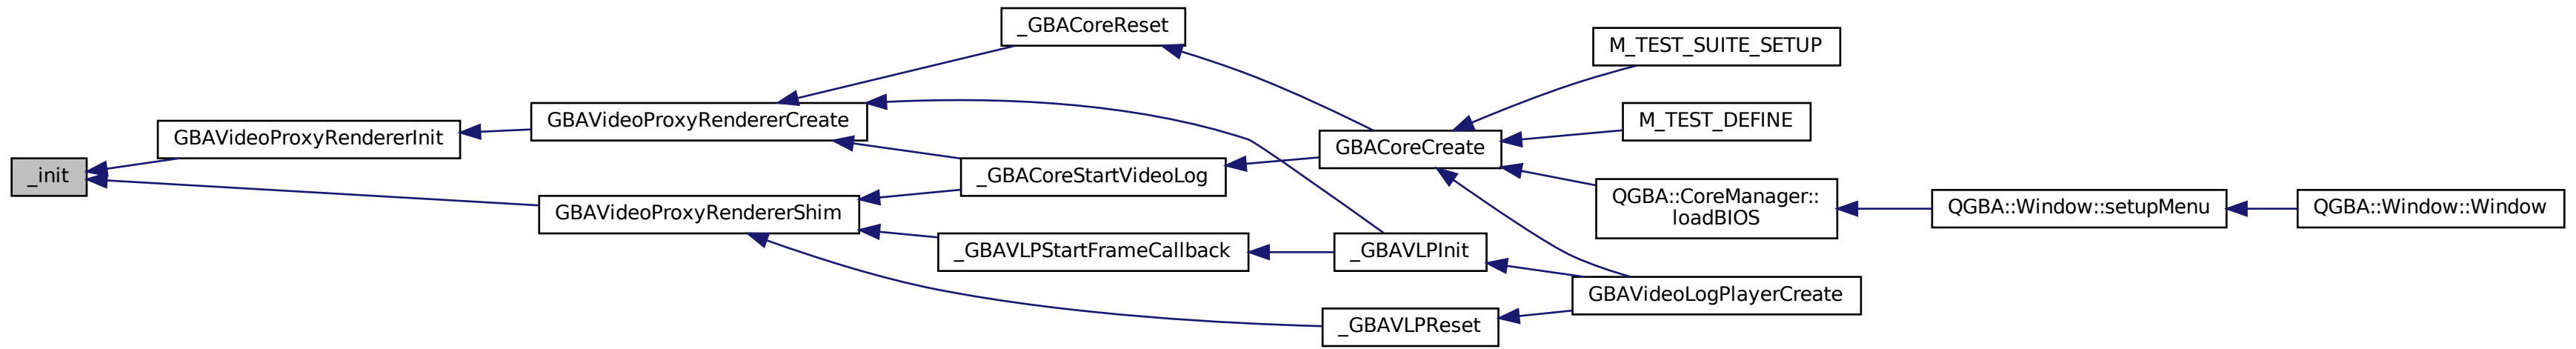 _init
GBAVideoProxyRendererInit
GBAVideoProxyRendererCreate
GBAVideoProxyRendererShim
_GBACoreReset
_GBACoreStartVideoLog
_GBAVLPStartFrameCallback
GBACoreCreate
_GBAVLPInit
_GBAVLPReset
M_TEST_SUITE_SETUP
M_TEST_DEFINE
QGBA::CoreManager::
loadBIOS
GBAVideoLogPlayerCreate
QGBA::Window::setupMenu
QGBA::Window::Window